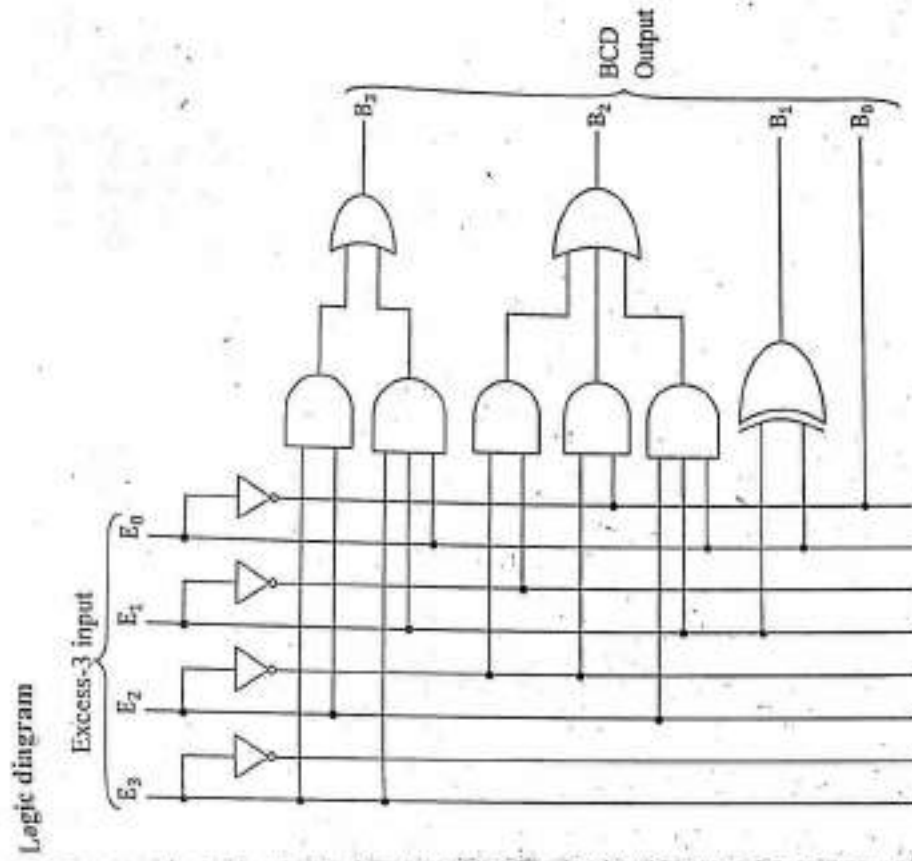 Logic diagram
Excess-3 input
E₃ E₂ E₁ E₀
B₃
B₂
B₁
B₀
BCD
Output